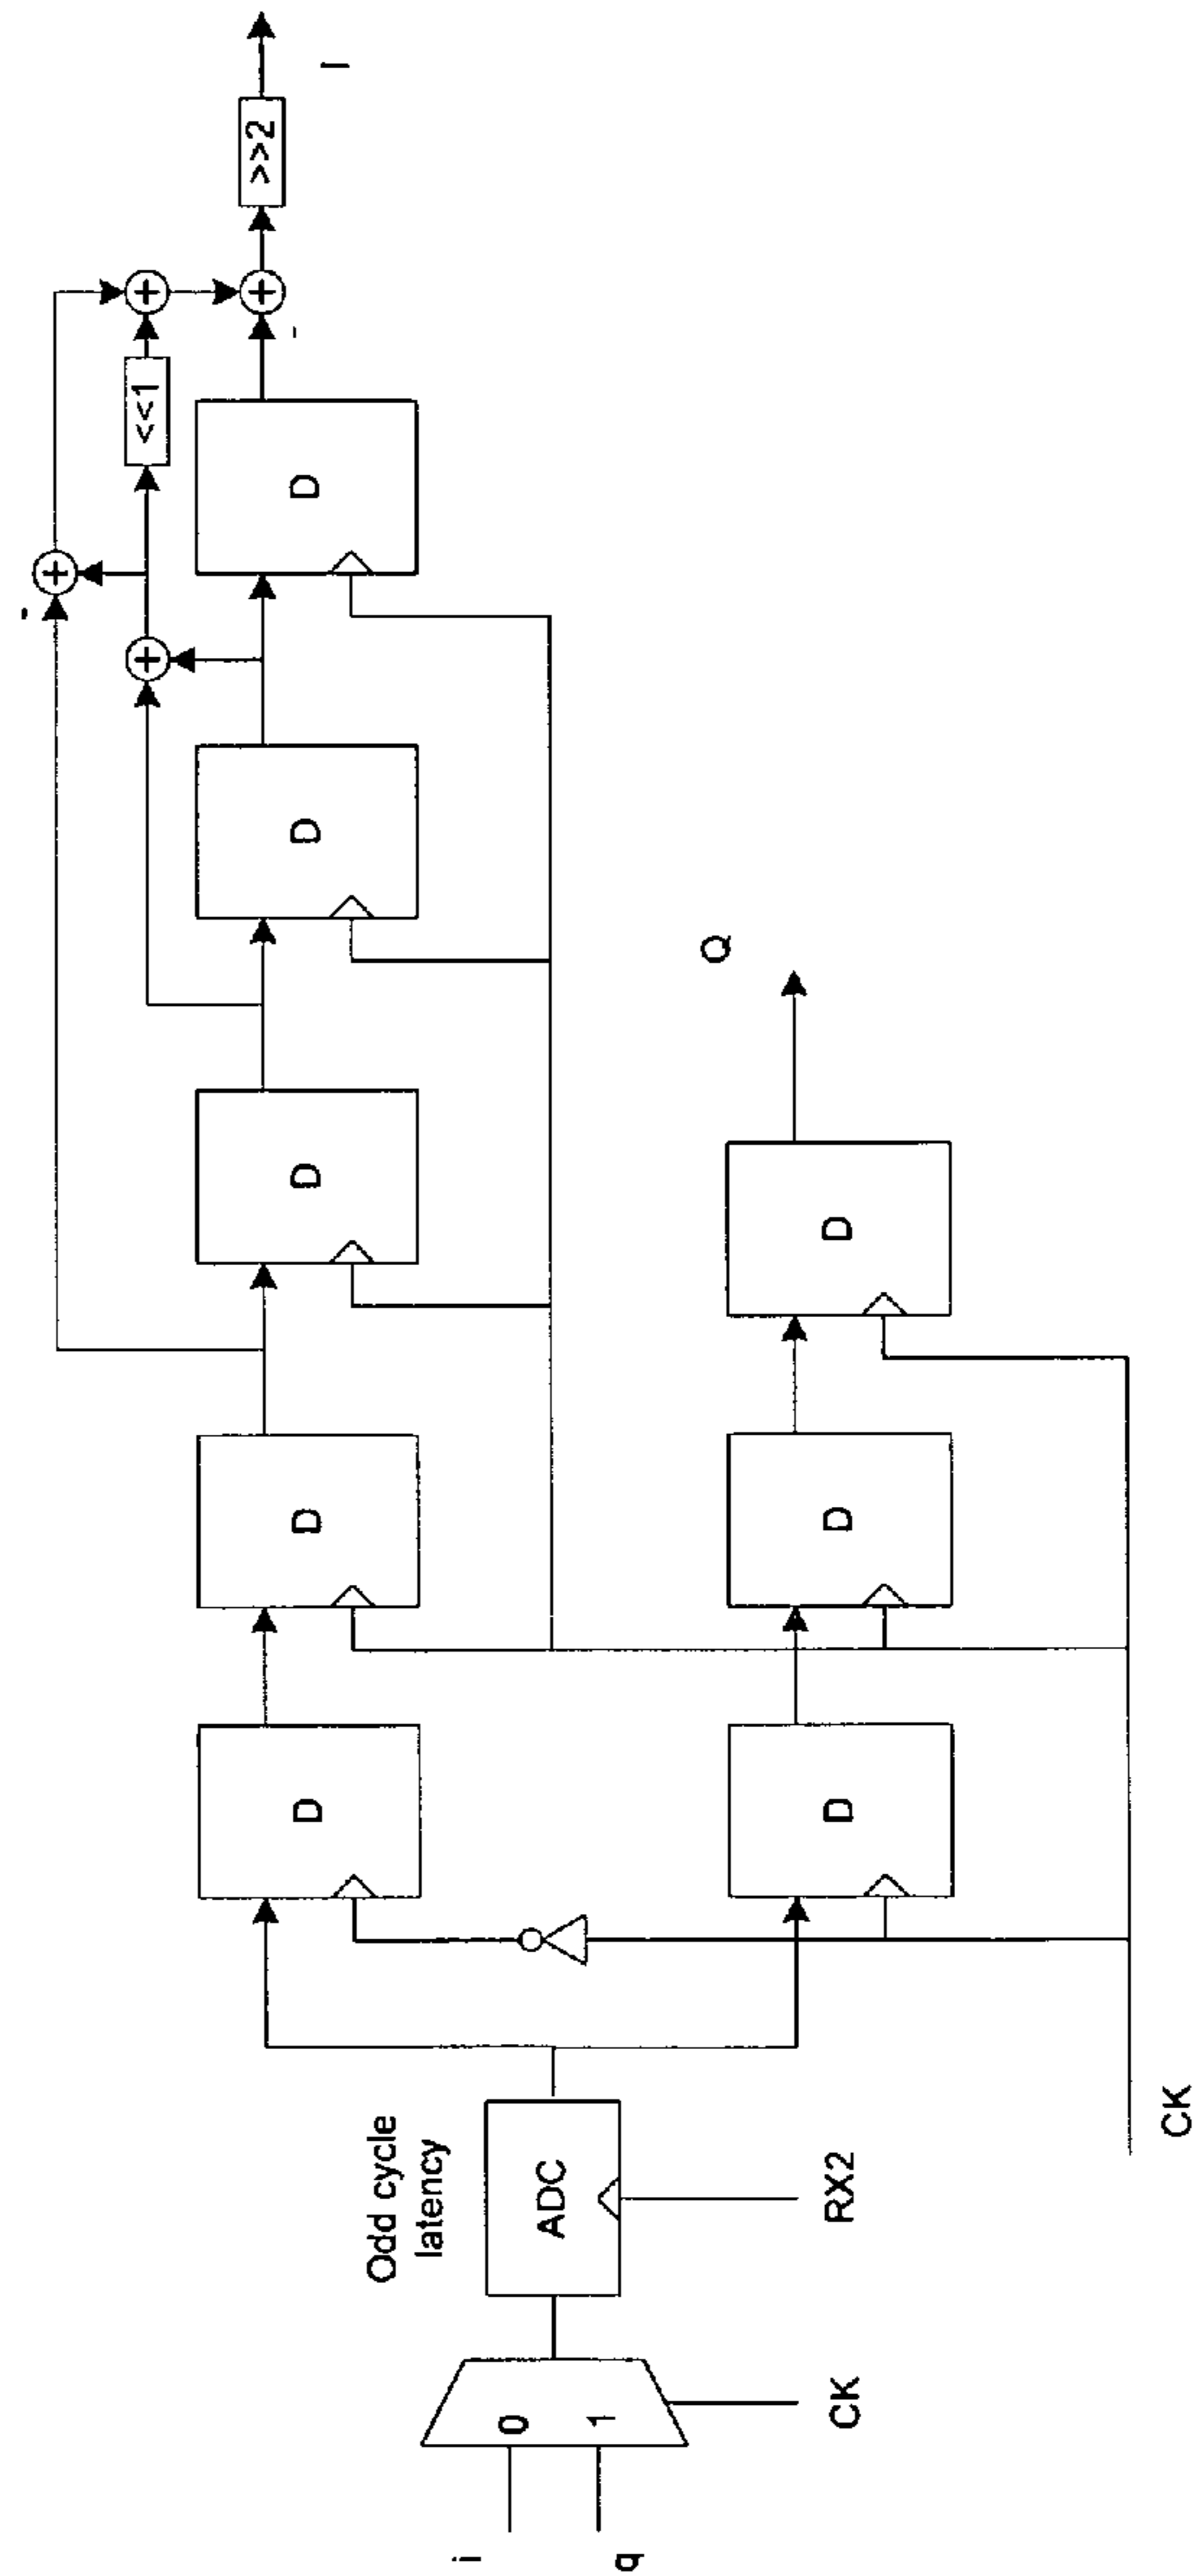 i
q
0
1
CK
Odd cycle
latency
ADC
RX2
CK
D
D
D
D
D
D
D
D
-
+
+
<<1
+
+
-
>>2
I
Q